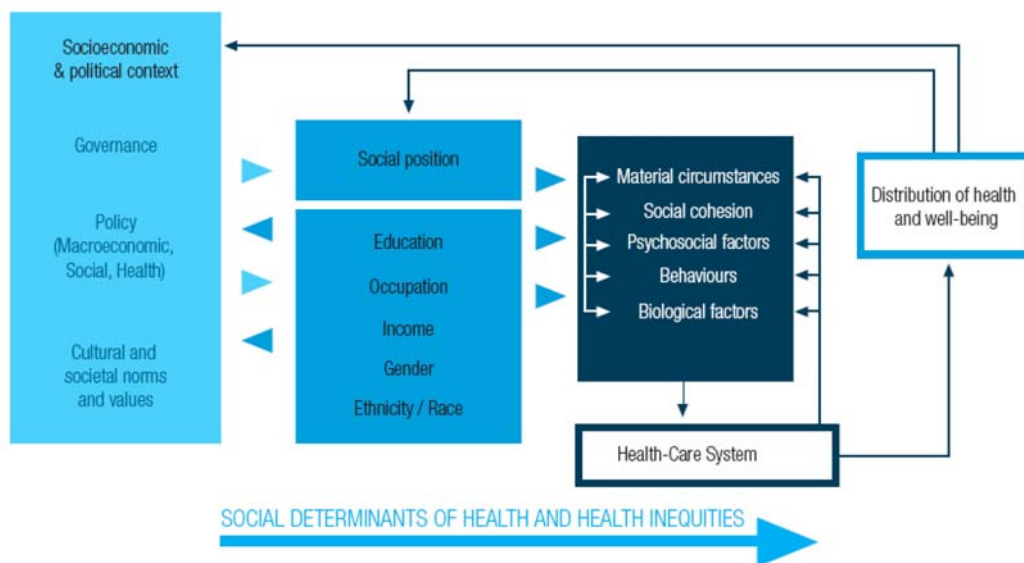 Socioeconomic
& political context
Governance
Policy
(Macroeconomic,
Social, Health)
Cultural and
societal norms
and values
Social position
Education
Occupation
Income
Gender
Ethnicity / Race
Material circumstances
Social cohesion
Psychosocial factors
Behaviours
Biological factors
Health-Care System
Distribution of health
and well-being
SOCIAL DETERMINANTS OF HEALTH AND HEALTH INEQUITIES